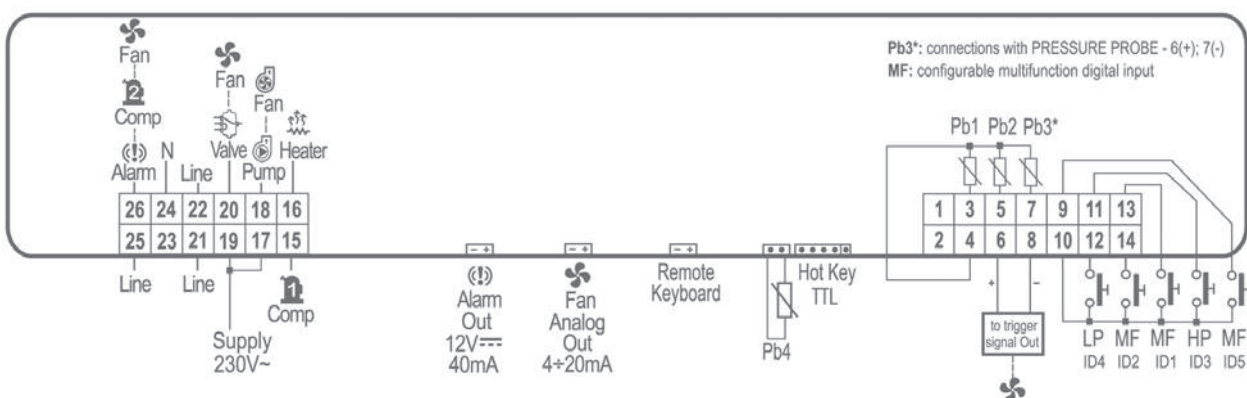 Pb3*: connections with PRESSURE PROBE - 6(+); 7(-)
MF: configurable multifunction digital input
Fan
2
Comp
Alarm
N
Line
Fan
Valve
Fan
Pump
Heater
26 24 22 20 18 16
25 23 21 19 17 15
Line
Line
Supply
230V~
1
Comp
- +
Alarm
Out
12V⎓
40mA
- +
Fan
Analog
Out
4÷20mA
- +
Remote
Keyboard
Pb4
Hot Key
TTL
Pb1 Pb2 Pb3*
1 3 5 7 9 11 13
2 4 6 8 10 12 14
+ −
to trigger
signal Out
LP MF MF HP MF
ID4 ID2 ID1 ID3 ID5